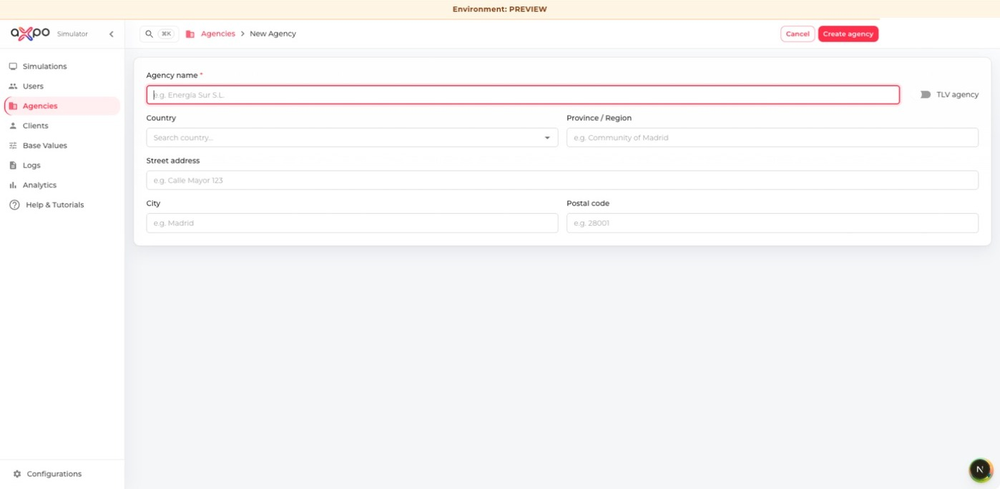 Environment: PREVIEW
axpo Simulator
⌘K Agencies > New Agency
Cancel Create agency
Simulations
Users
Agencies
Clients
Base Values
Logs
Analytics
Help & Tutorials
Configurations
Agency name *
e.g. Energía Sur S.L.
TLV agency
Country
Search country...
Province / Region
e.g. Community of Madrid
Street address
e.g. Calle Mayor 123
City
e.g. Madrid
Postal code
e.g. 28001
N